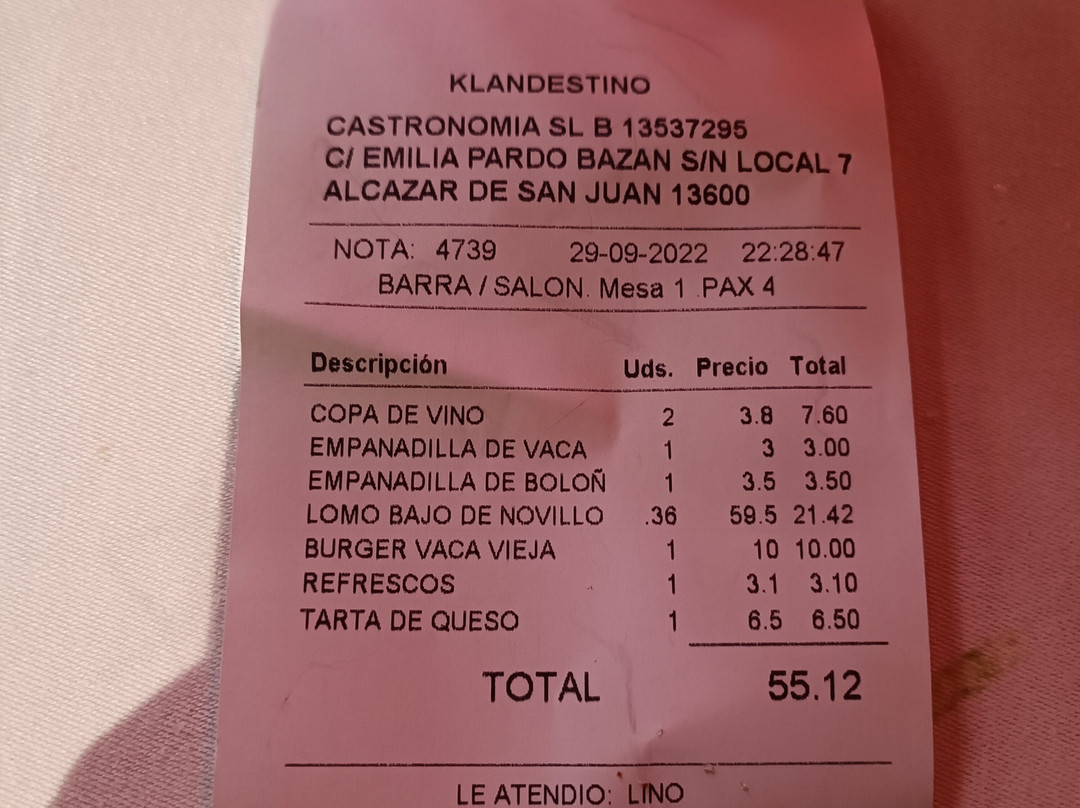 KLANDESTINO
CASTRONOMIA SL B 13537295
C/ EMILIA PARDO BAZAN S/N LOCAL 7
ALCAZAR DE SAN JUAN 13600
NOTA: 4739 29-09-2022 22:28:47
BARRA / SALON. Mesa 1 .PAX 4
Descripción Uds. Precio Total
COPA DE VINO 2 3.8 7.60
EMPANADILLA DE VACA 1 3 3.00
EMPANADILLA DE BOLOÑ 1 3.5 3.50
LOMO BAJO DE NOVILLO .36 59.5 21.42
BURGER VACA VIEJA 1 10 10.00
REFRESCOS 1 3.1 3.10
TARTA DE QUESO 1 6.5 6.50
TOTAL 55.12
LE ATENDIO: LINO